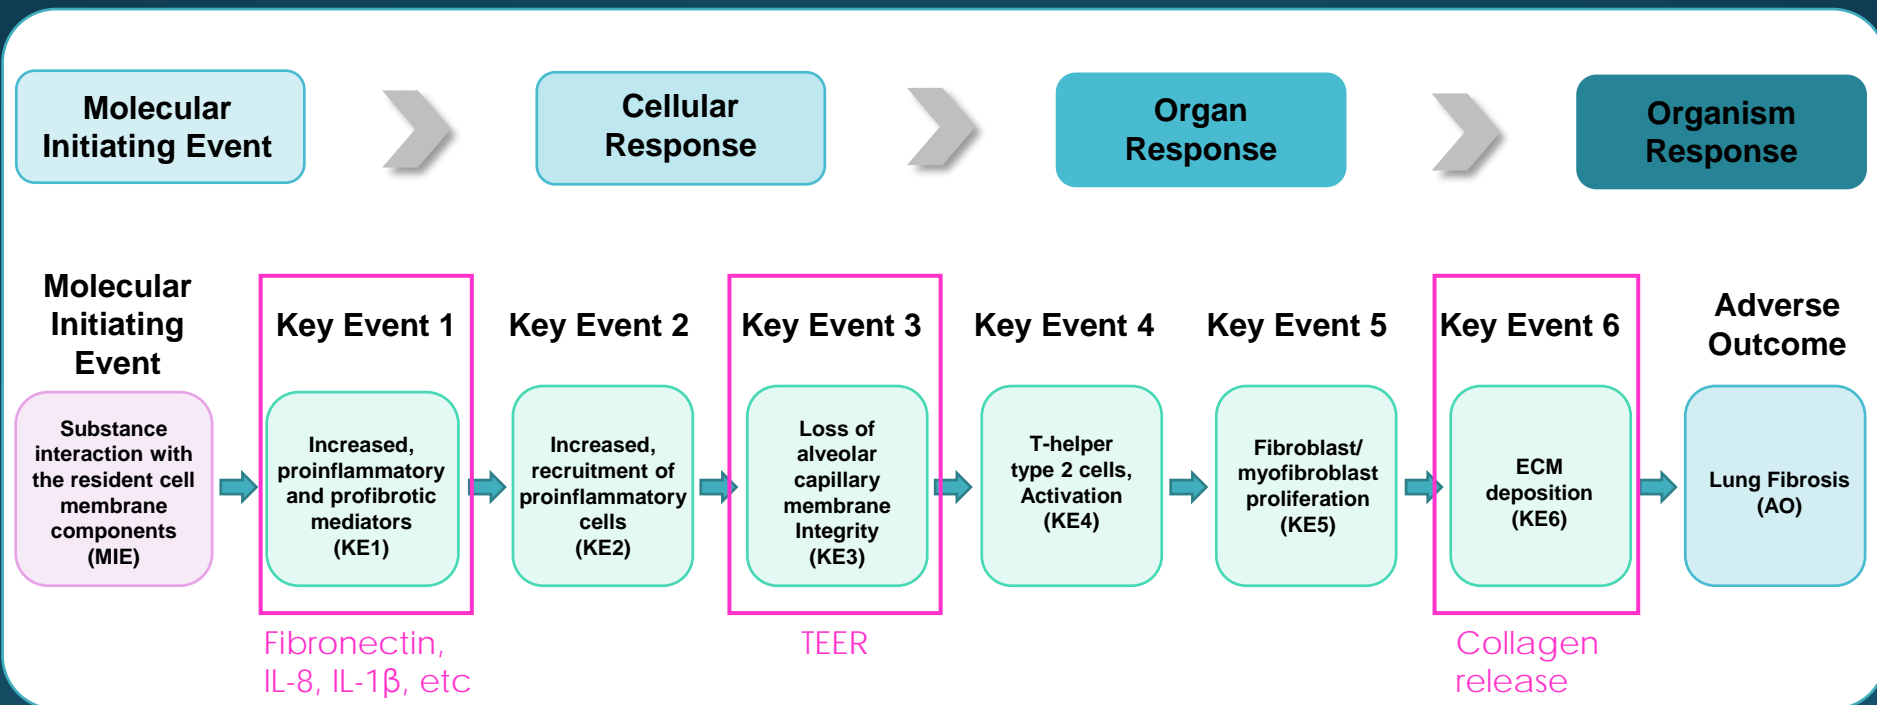 Molecular
Initiating Event
Cellular
Response
Organ
Response
Organism
Response
Molecular
Initiating
Event
Key Event 1
Key Event 2
Key Event 3
Key Event 4
Key Event 5
Key Event 6
Adverse
Outcome
Substance
interaction with
the resident cell
membrane
components
(MIE)
Increased,
proinflammatory
and profibrotic
mediators
(KE1)
Increased,
recruitment of
proinflammatory
cells
(KE2)
Loss of
alveolar
capillary
membrane
Integrity
(KE3)
T-helper
type 2 cells,
Activation
(KE4)
Fibroblast/
myofibroblast
proliferation
(KE5)
ECM
deposition
(KE6)
Lung Fibrosis
(AO)
Fibronectin,
IL-8, IL-1β, etc
TEER
Collagen
release